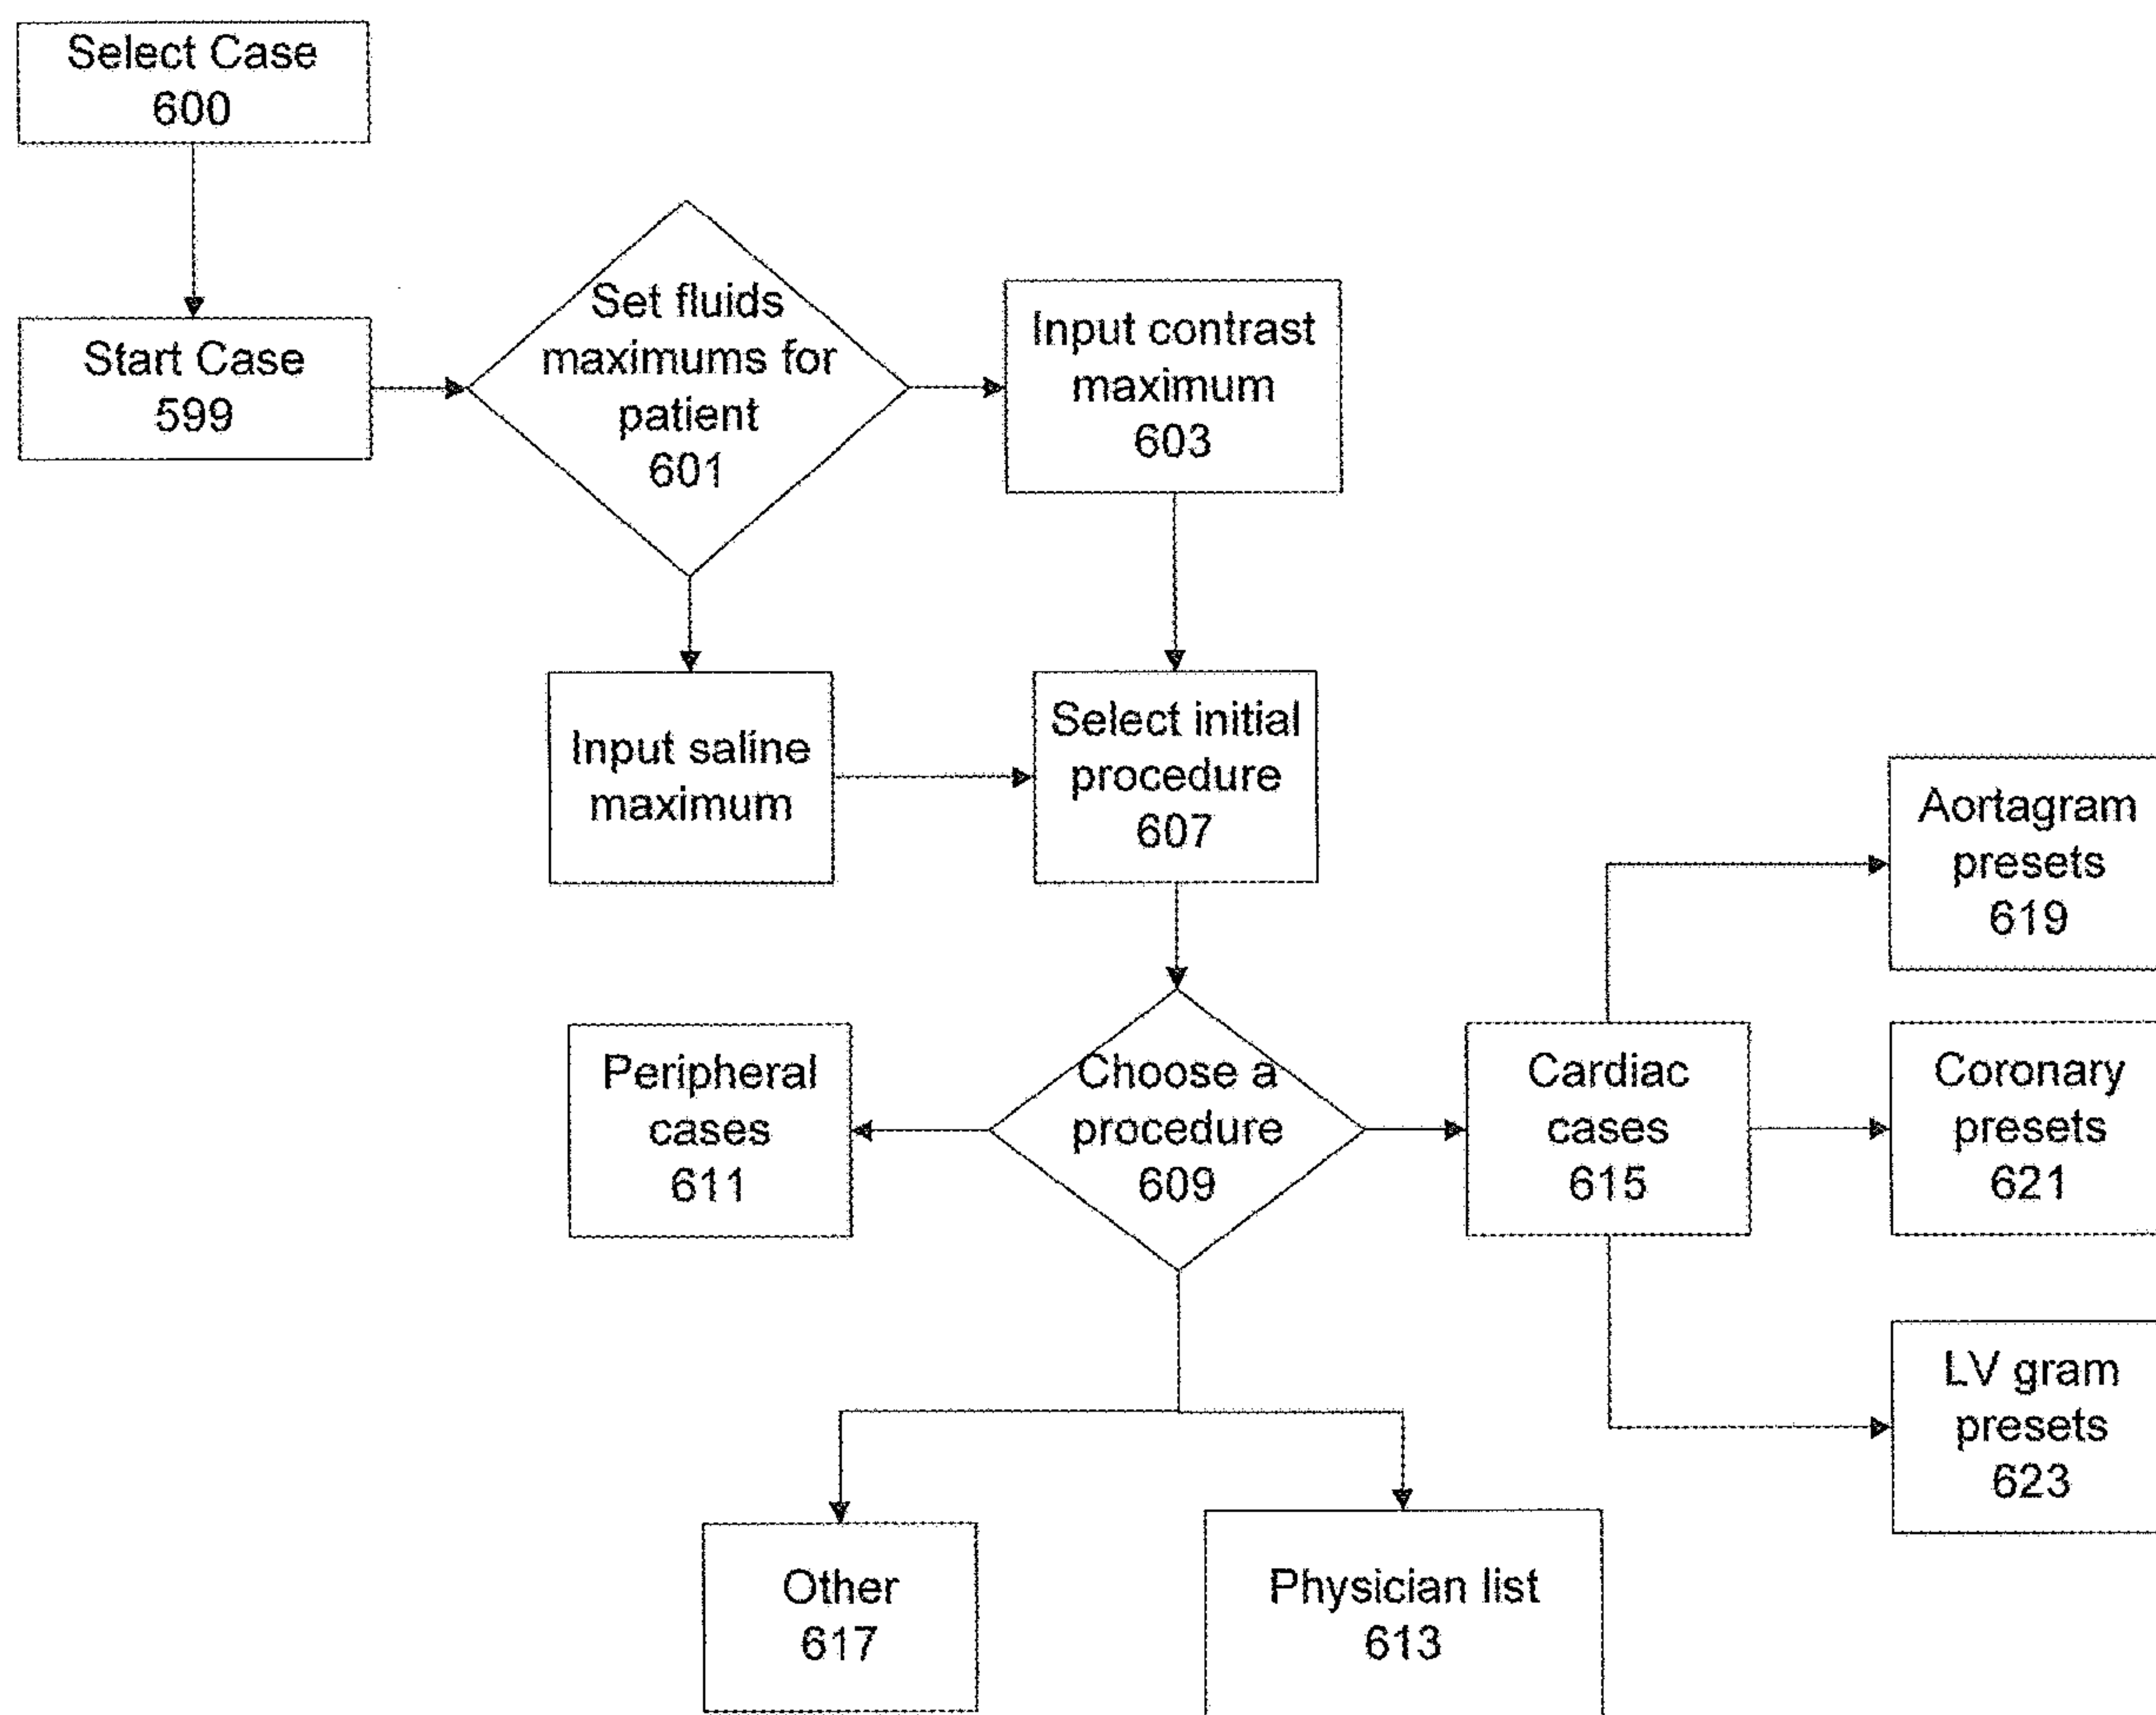 Select Case
600
Start Case
599
Set fluids
maximums for
patient
601
Input contrast
maximum
603
Input saline
maximum
Select initial
procedure
607
Aortagram
presets
619
Peripheral
cases
611
Choose a
procedure
609
Cardiac
cases
615
Coronary
presets
621
LV gram
presets
623
Other
617
Physician list
613